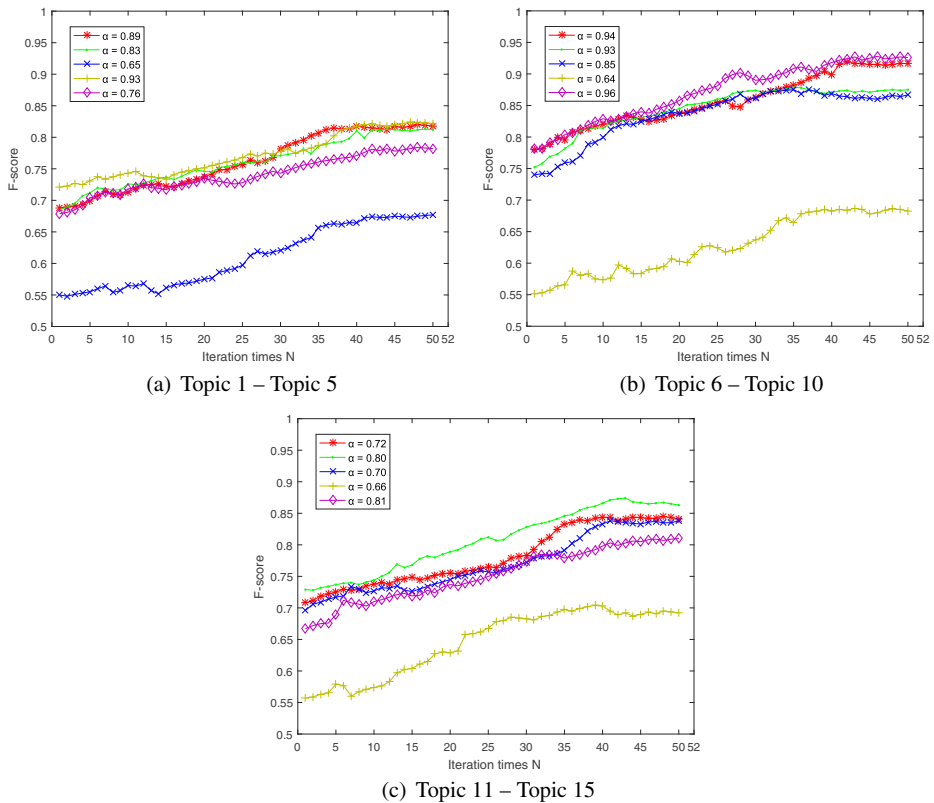 1
0.95
0.9
0.85
0.8
0.75
0.7
0.65
0.6
0.55
0.5
F-score
α = 0.89
α = 0.83
α = 0.65
α = 0.93
α = 0.76
0 5 10 15 20 25 30 35 40 45 50 52
Iteration times N
(a) Topic 1 – Topic 5
1
0.95
0.9
0.85
0.8
0.75
0.7
0.65
0.6
0.55
0.5
F-score
α = 0.94
α = 0.93
α = 0.85
α = 0.64
α = 0.96
0 5 10 15 20 25 30 35 40 45 50 52
Iteration times N
(b) Topic 6 – Topic 10
1
0.95
0.9
0.85
0.8
0.75
0.7
0.65
0.6
0.55
0.5
F-score
α = 0.72
α = 0.80
α = 0.70
α = 0.66
α = 0.81
0 5 10 15 20 25 30 35 40 45 50 52
Iteration times N
(c) Topic 11 – Topic 15